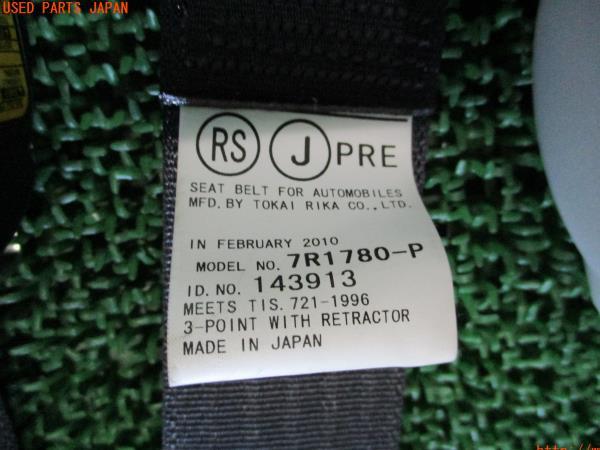 USED PARTS JAPAN
RS J PRE
SEAT BELT FOR AUTOMOBILES
MFD. BY TOKAI RIKA CO., LTD.
IN FEBRUARY 2010
MODEL NO. 7R1780-P
ID. NO. 143913
MEETS TIS. 721-1996
3-POINT WITH RETRACTOR
MADE IN JAPAN